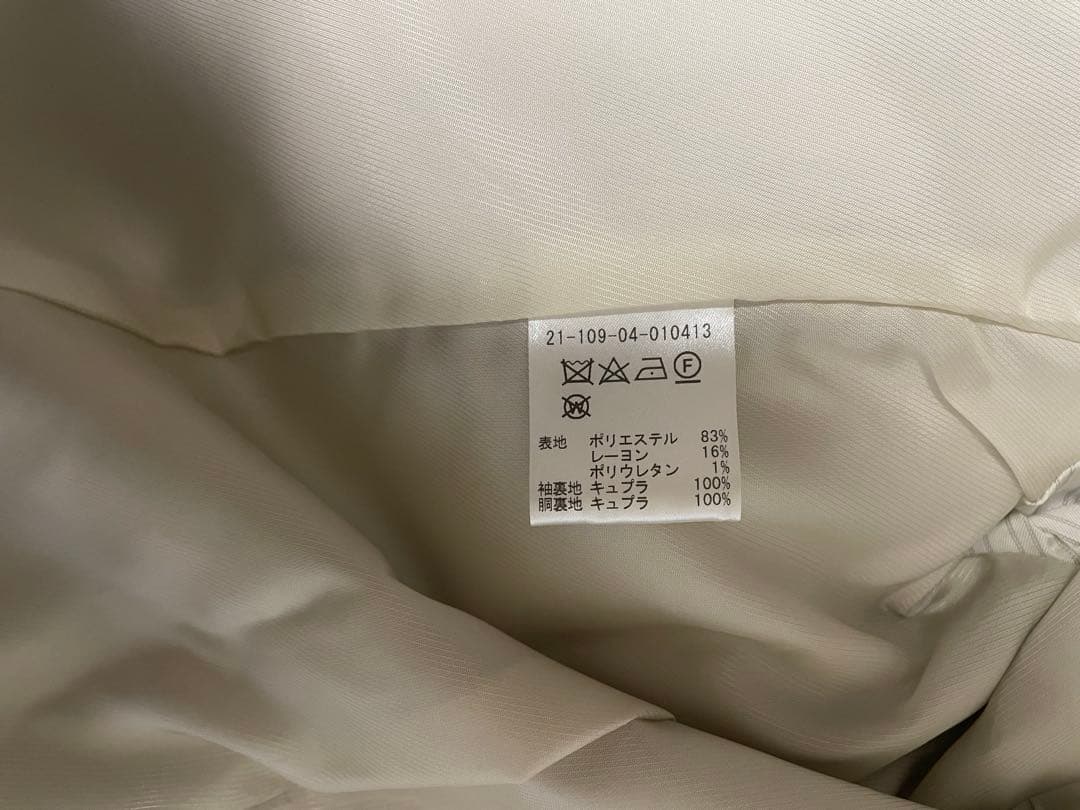 21-109-04-010413
F
W
表地 ポリエステル 83%
レーヨン 16%
ポリウレタン 1%
袖裏地 キュプラ 100%
胴裏地 キュプラ 100%